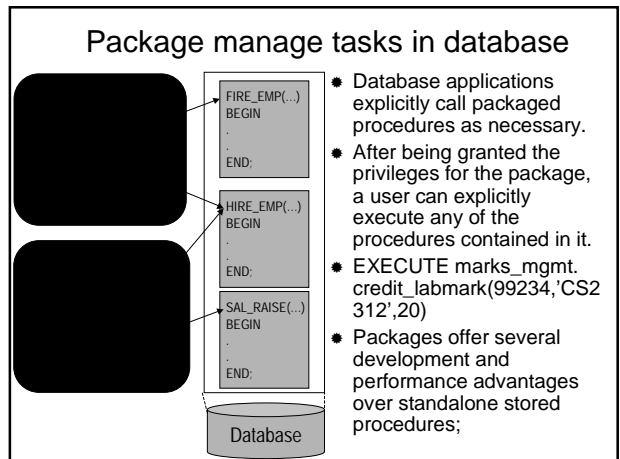 Package manage tasks in database
FIRE_EMP(...)
BEGIN
.
.
END;
HIRE_EMP(...)
BEGIN
.
.
END;
SAL_RAISE(...)
BEGIN
.
.
END;
Database
✹ Database applications
explicitly call packaged
procedures as necessary.
✹ After being granted the
privileges for the package,
a user can explicitly
execute any of the
procedures contained in it.
✹ EXECUTE marks_mgmt.
credit_labmark(99234,'CS2
312',20)
✹ Packages offer several
development and
performance advantages
over standalone stored
procedures;